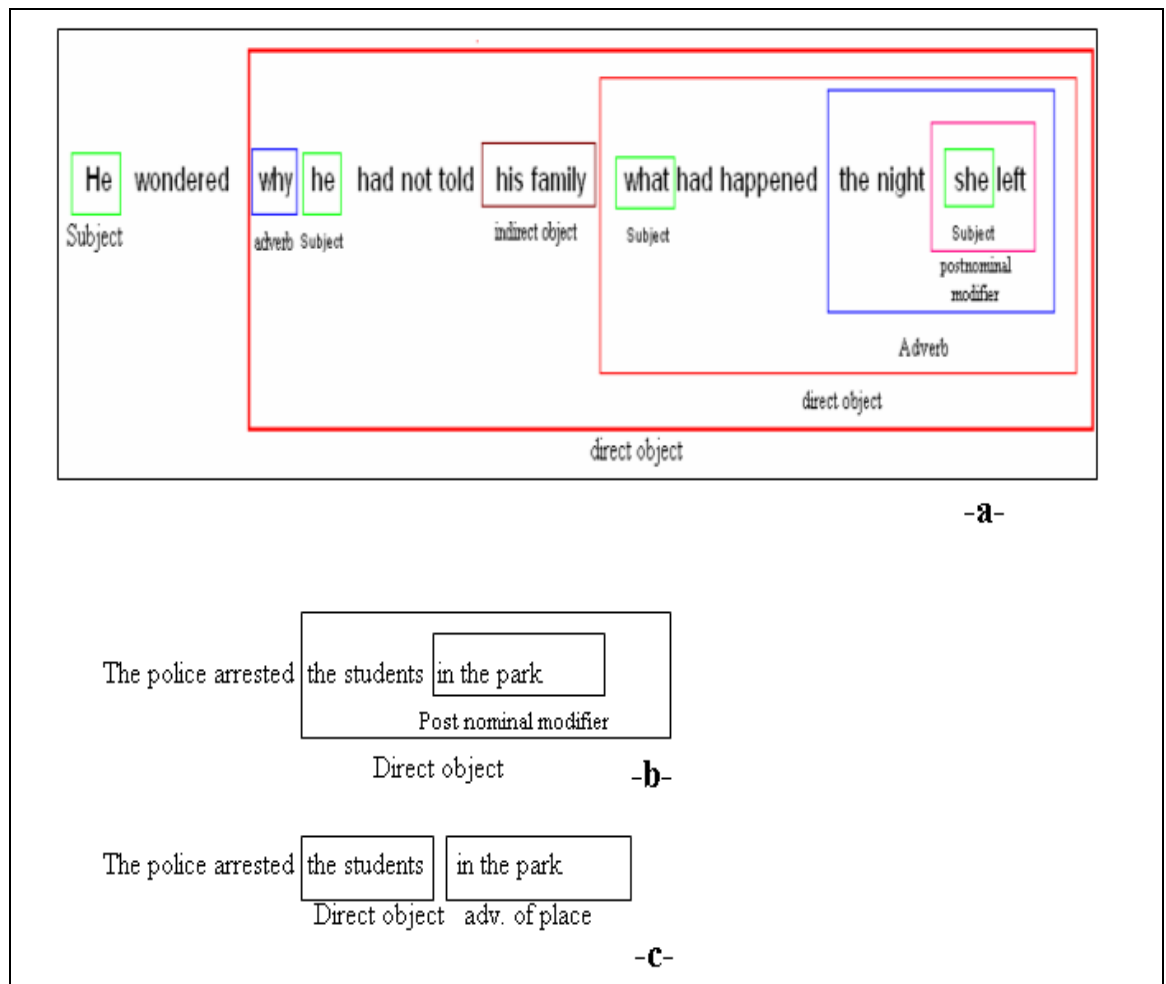 He wondered why he had not told his family what had happened the night she left
Subject adverb Subject indirect object Subject Subject
postnominal
modifier
Adverb
direct object
direct object
-a-
The police arrested the students in the park
Post nominal modifier
Direct object
-b-
The police arrested the students in the park
Direct object adv. of place
-c-